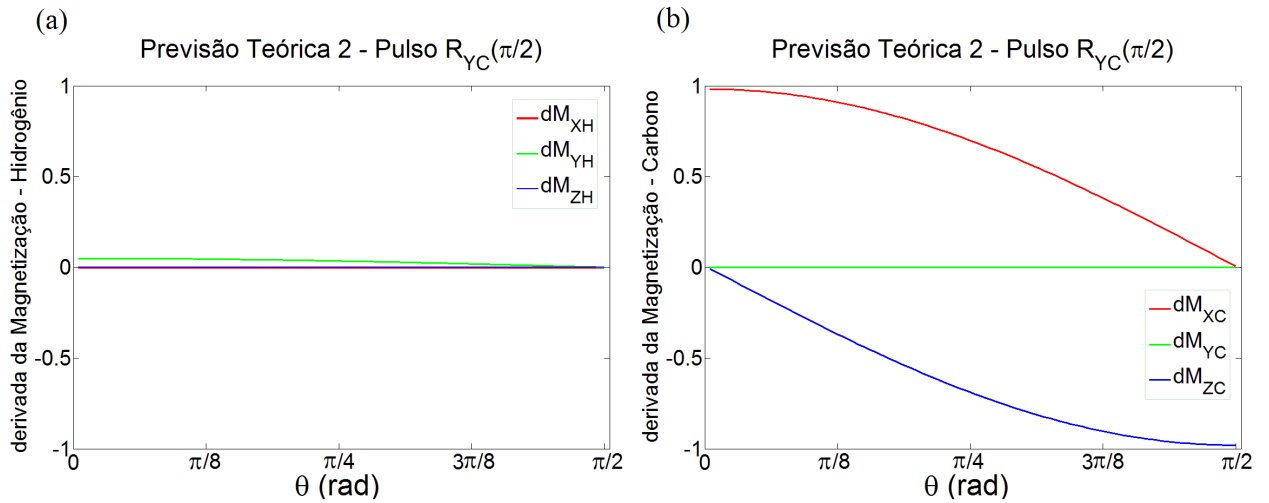 (a)
Previsão Teórica 2 - Pulso R_YC(π/2)
derivada da Magnetização - Hidrogênio
1
0.5
0
-0.5
-1
dM_XH
dM_YH
dM_ZH
0 π/8 π/4 3π/8 π/2
θ (rad)
(b)
Previsão Teórica 2 - Pulso R_YC(π/2)
derivada da Magnetização - Carbono
1
0.5
0
-0.5
-1
dM_XC
dM_YC
dM_ZC
0 π/8 π/4 3π/8 π/2
θ (rad)